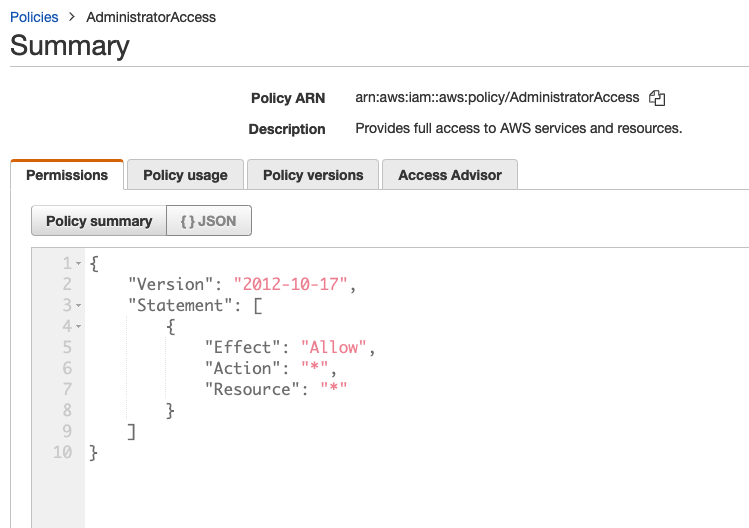 Policies > AdministratorAccess
Summary
Policy ARN arn:aws:iam::aws:policy/AdministratorAccess
Description Provides full access to AWS services and resources.
Permissions Policy usage Policy versions Access Advisor
Policy summary { } JSON
1 {
2 "Version": "2012-10-17",
3 "Statement": [
4 {
5 "Effect": "Allow",
6 "Action": "*",
7 "Resource": "*"
8 }
9 ]
10 }